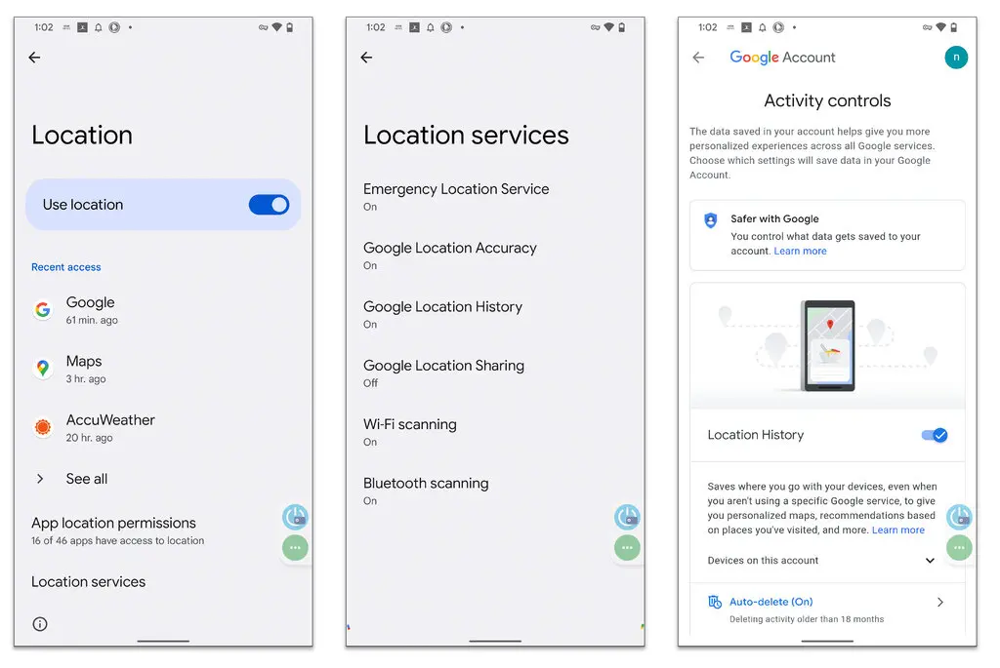 1:02
Location
Use location
Recent access
Google
61 min. ago
Maps
3 hr. ago
AccuWeather
20 hr. ago
See all
App location permissions
16 of 46 apps have access to location
Location services
1:02
Location services
Emergency Location Service
On
Google Location Accuracy
On
Google Location History
On
Google Location Sharing
Off
Wi-Fi scanning
On
Bluetooth scanning
On
1:02
Google Account
n
Activity controls
The data saved in your account helps give you more
personalized experiences across all Google services.
Choose which settings will save data in your Google
Account.
Safer with Google
You control what data gets saved to your
account. Learn more
Location History
Saves where you go with your devices, even when
you aren't using a specific Google service, to give
you personalized maps, recommendations based
on places you've visited, and more. Learn more
Devices on this account
Auto-delete (On)
Deleting activity older than 18 months